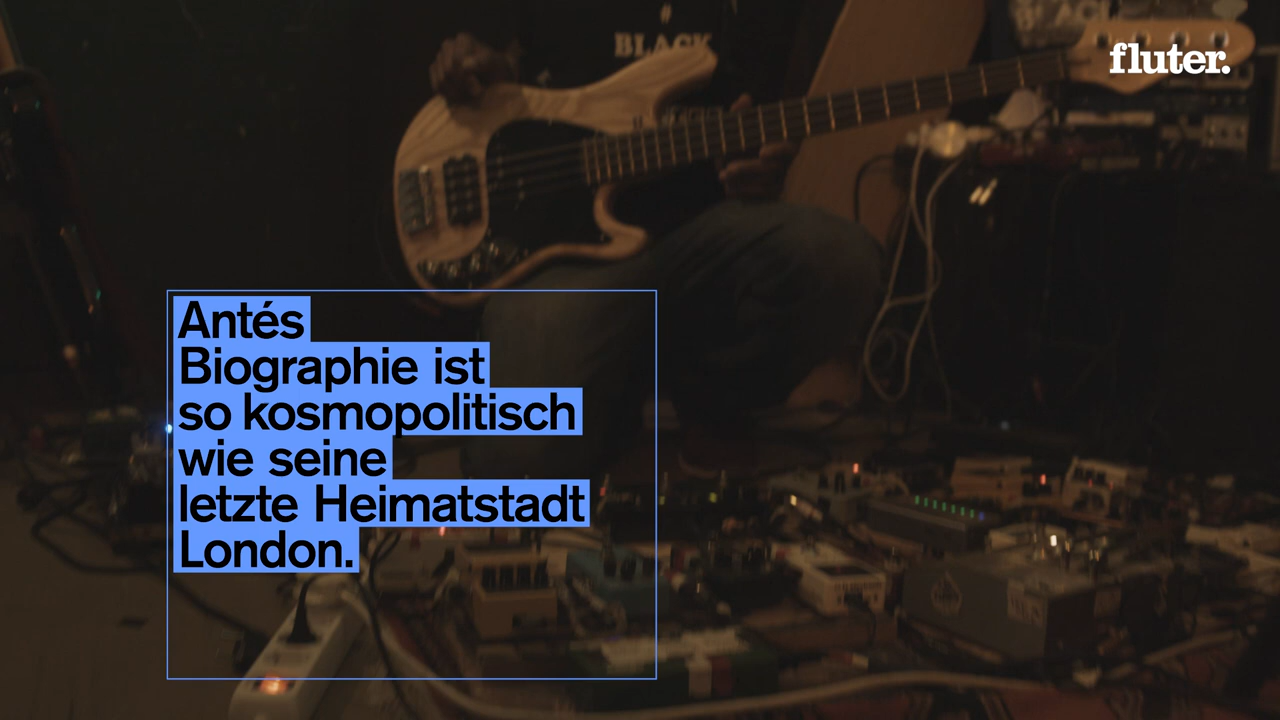 #
BLACK
fluter.
Antés
Biographie ist
so kosmopolitisch
wie seine
letzte Heimatstadt
London.